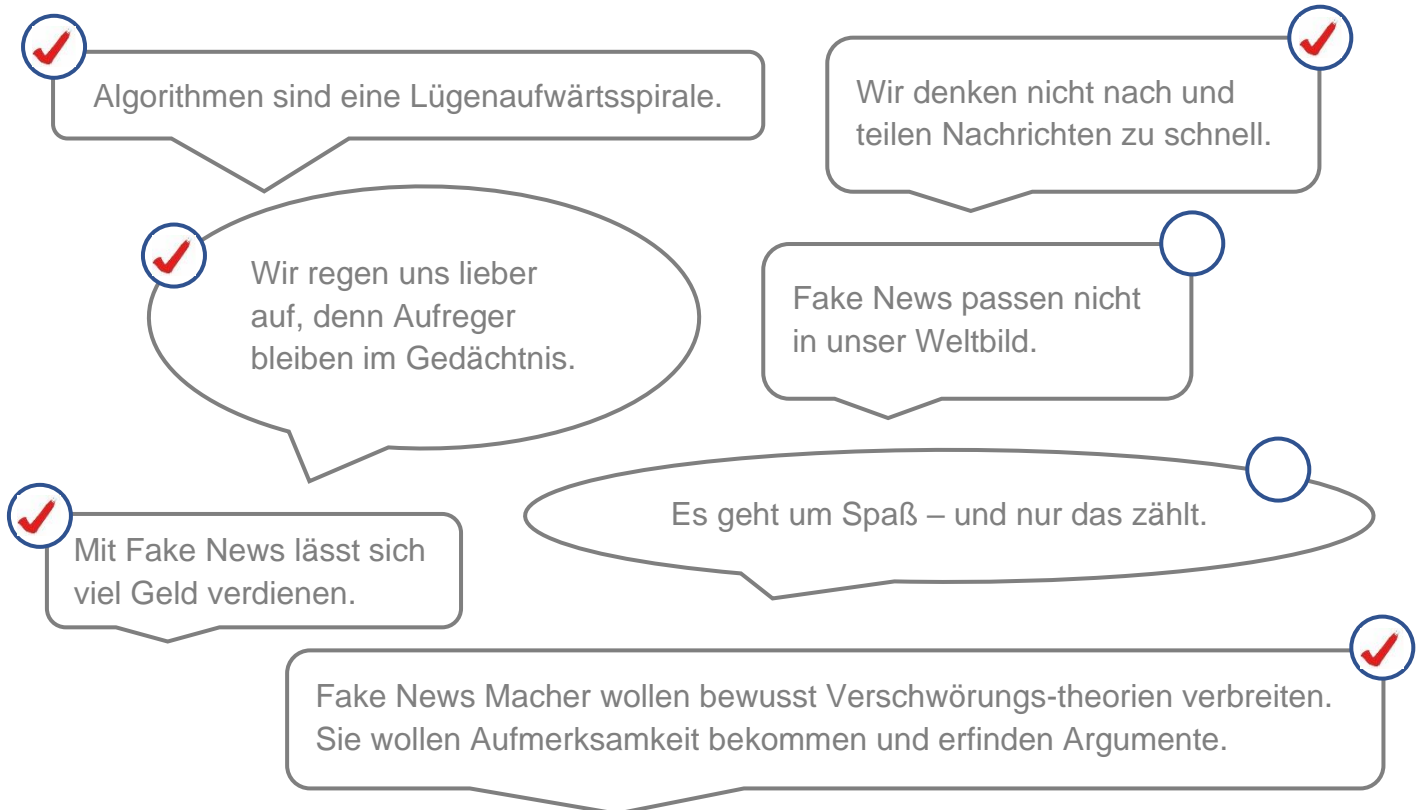 Algorithmen sind eine Lügenaufwärtsspirale.
Wir denken nicht nach und
teilen Nachrichten zu schnell.
Wir regen uns lieber
auf, denn Aufreger
bleiben im Gedächtnis.
Fake News passen nicht
in unser Weltbild.
Es geht um Spaß – und nur das zählt.
Mit Fake News lässt sich
viel Geld verdienen.
Fake News Macher wollen bewusst Verschwörungs-theorien verbreiten.
Sie wollen Aufmerksamkeit bekommen und erfinden Argumente.